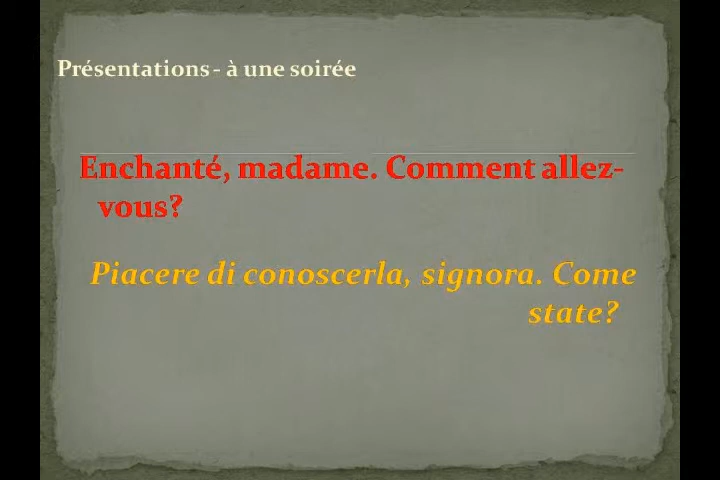 Présentations - à une soirée
Enchanté, madame. Comment allez-
vous?
Piacere di conoscerla, signora. Come
state?